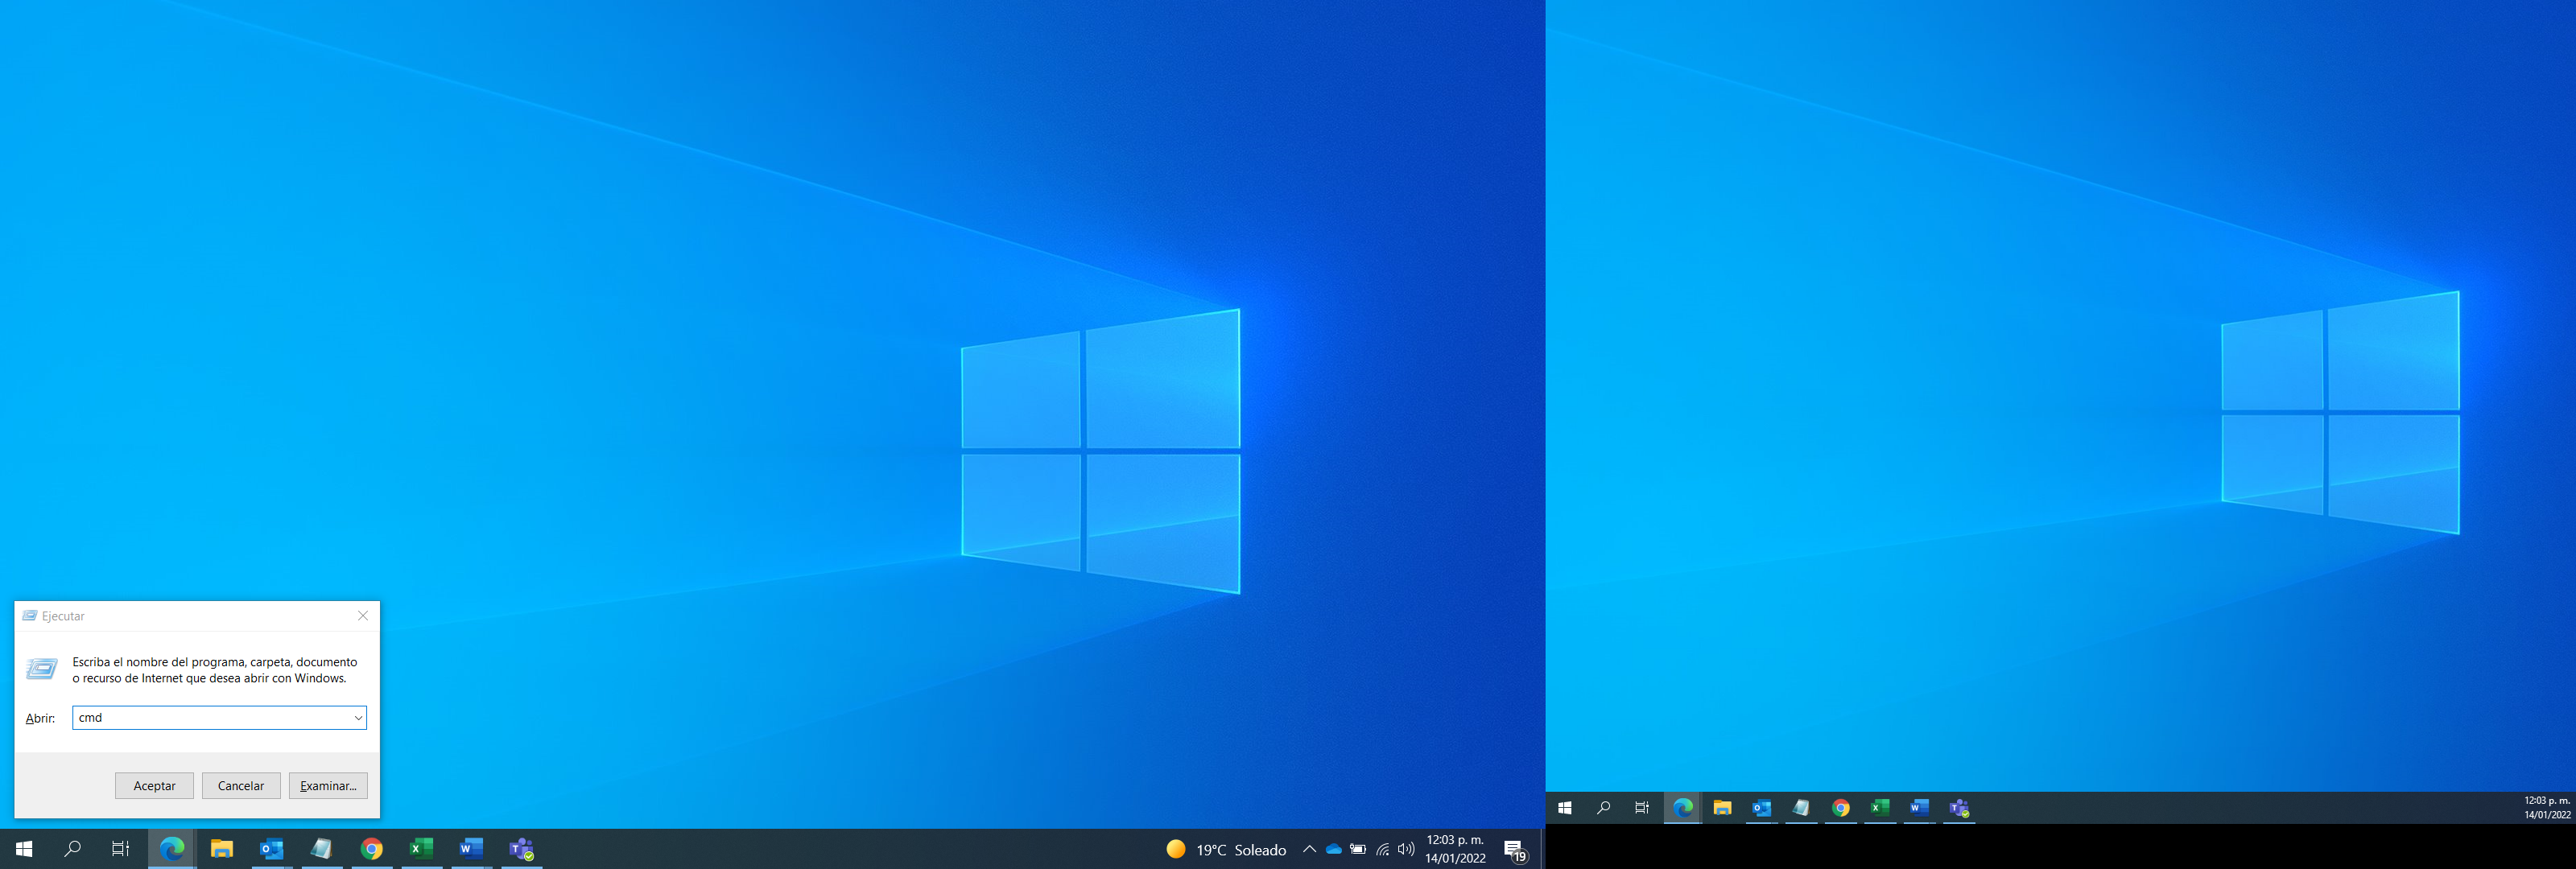 Ejecutar
Escriba el nombre del programa, carpeta, documento
o recurso de Internet que desea abrir con Windows.
Abrir: cmd
Aceptar Cancelar Examinar...
19°C Soleado
12:03 p. m.
14/01/2022
19
12:03 p. m.
14/01/2022